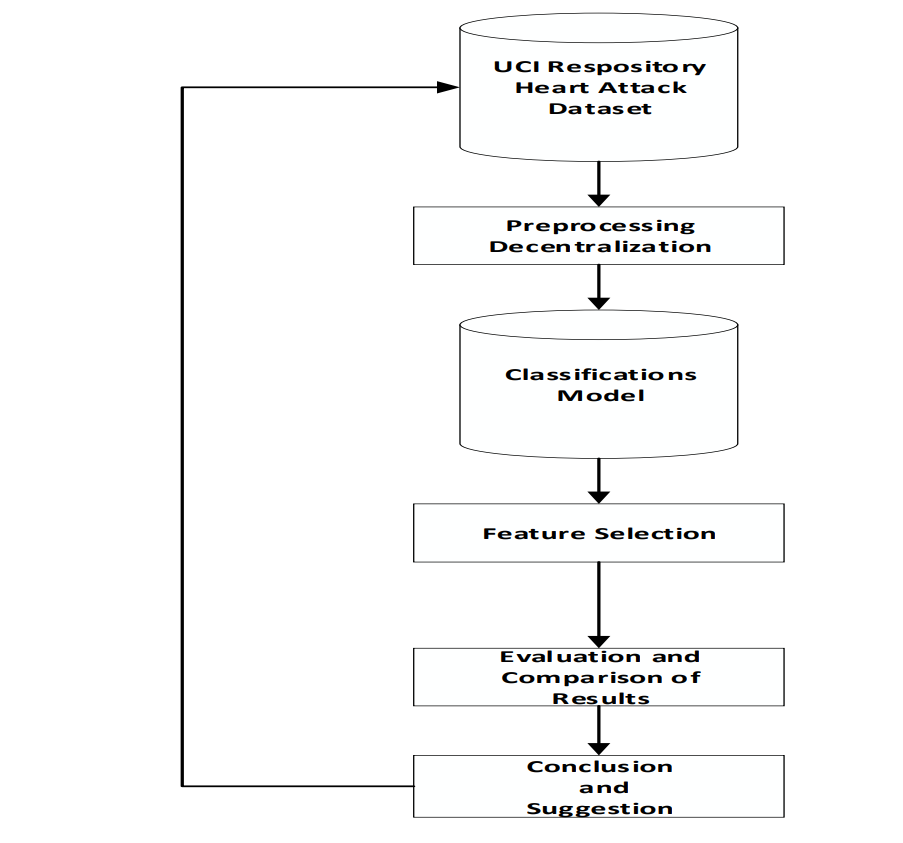 UCI Respository
Heart Attack
Dataset
Preprocessing
Decentralization
Classifications
Model
Feature Selection
Evaluation and
Comparison of
Results
Conclusion
and
Suggestion